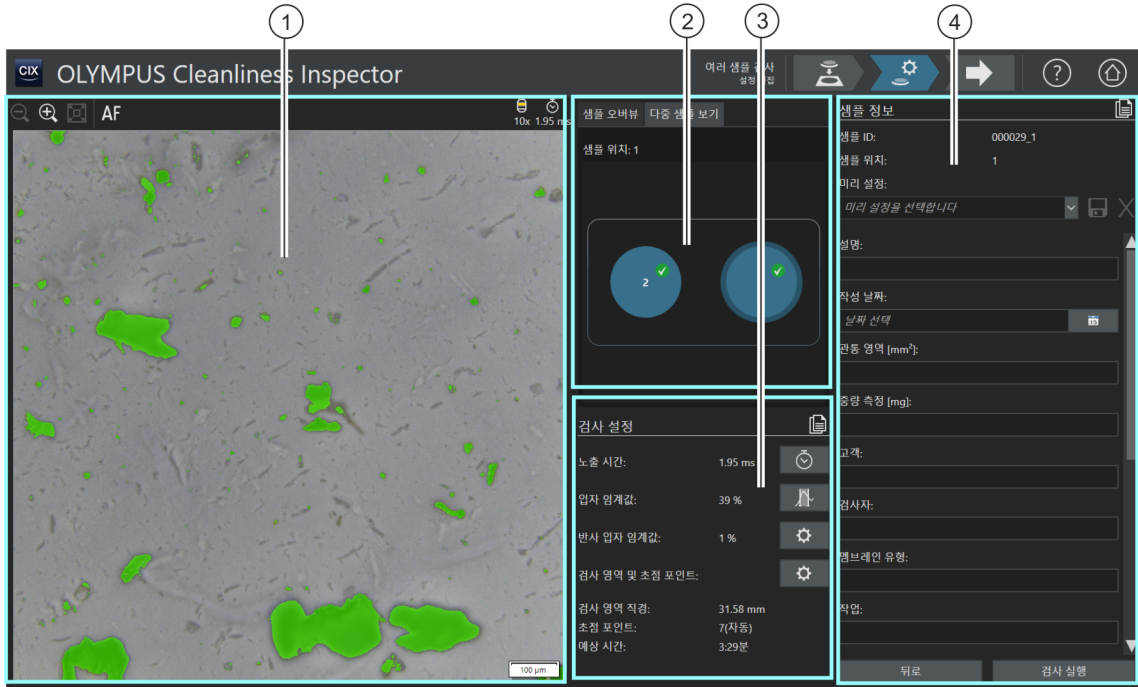 1
2
3
4
CIX
OLYMPUS Cleanliness Inspector
여러 샘플 검사
설정 편집
?
AF
10x 1.95 ms
100 µm
샘플 오버뷰
다중 샘플 보기
샘플 위치: 1
2
검사 설정
노출 시간: 1.95 ms
입자 임계값: 39 %
반사 입자 임계값: 1 %
검사 영역 및 초점 포인트:
검사 영역 직경: 31.58 mm
초점 포인트: 7(자동)
예상 시간: 3:29분
샘플 정보
샘플 ID: 000029_1
샘플 위치: 1
미리 설정:
미리 설정을 선택합니다
설명:
작성 날짜:
날짜 선택
15
관통 영역 [mm²]:
중량 측정 [mg]:
고객:
검사자:
멤브레인 유형:
작업:
뒤로
검사 실행